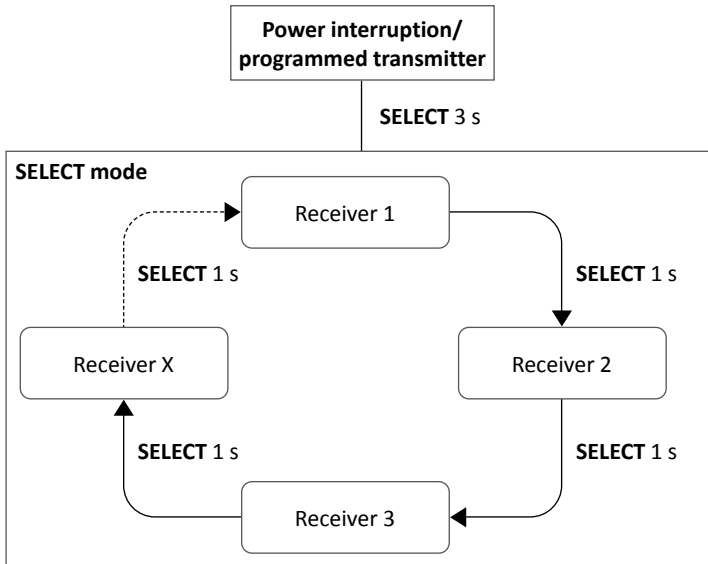 Power interruption/
programmed transmitter
SELECT 3 s
SELECT mode
Receiver 1
SELECT 1 s
SELECT 1 s
Receiver X
Receiver 2
SELECT 1 s
SELECT 1 s
Receiver 3